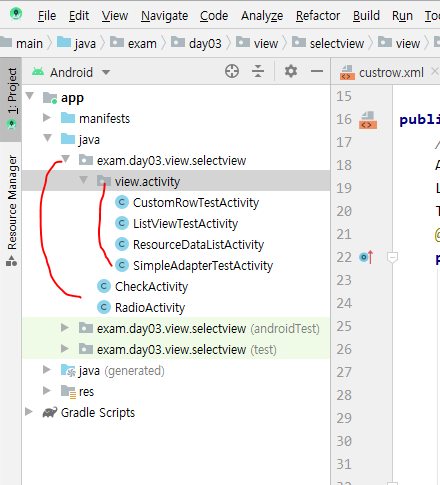 File Edit View Navigate Code Analyze Refactor Build Run
main java exam day03 view selectview view
1: Project
Resource Manager
Android
custrow.xml
app
manifests
java
exam.day03.view.selectview
view.activity
CustomRowTestActivity
ListViewTestActivity
ResourceDataListActivity
SimpleAdapterTestActivity
CheckActivity
RadioActivity
exam.day03.view.selectview (androidTest)
exam.day03.view.selectview (test)
java (generated)
res
Gradle Scripts
15
16 publi
17 /
18 A
19 L
20 T
21 @
22 p
23
24
25
26
27
28
29
30
31
32